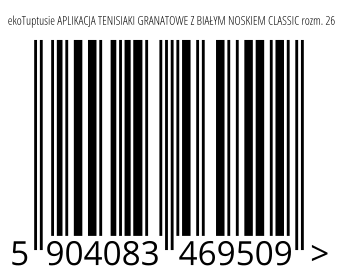 ekoTuptusie APLIKACJA TENISIAKI GRANATOWE Z BIAŁYM NOSKIEM CLASSIC rozm. 26
5 904083 469509 >